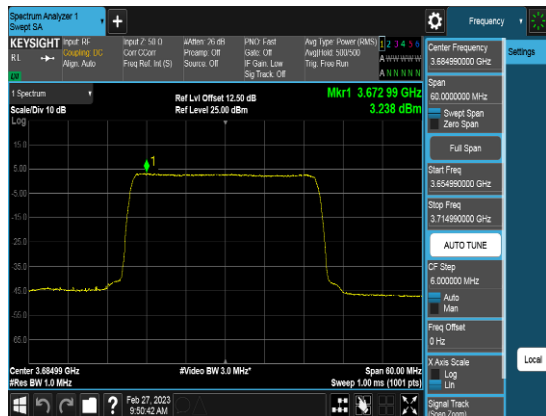 Spectrum Analyzer 1
Swept SA
Frequency
KEYSIGHT
Input: RF
Coupling: DC
Align: Auto
Input Z: 50 Ω
Corr CCorr
Freq Ref: Int (S)
#Atten: 26 dB
Preamp: Off
Source: Off
PNO: Fast
Gate: Off
IF Gain: Low
Sig Track: Off
Avg Type: Power (RMS)
Avg|Hold: 500/500
Trig: Free Run
1 2 3 4 5 6
A W W W W W
A N N N N N
RL
LV
1 Spectrum
Scale/Div 10 dB
Log
Ref Lvl Offset 12.50 dB
Ref Level 25.00 dBm
Mkr1 3.672 99 GHz
3.238 dBm
1
15.0
5.00
-5.00
-15.0
-25.0
-35.0
-45.0
-55.0
-65.0
Center 3.68499 GHz
#Res BW 1.0 MHz
#Video BW 3.0 MHz*
Span 60.00 MHz
Sweep 1.00 ms (1001 pts)
Feb 27, 2023
9:50:42 AM
Center Frequency
3.684990000 GHz
Settings
Span
60.0000000 MHz
Swept Span
Zero Span
Full Span
Start Freq
3.654990000 GHz
Stop Freq
3.714990000 GHz
AUTO TUNE
CF Step
6.000000 MHz
Auto
Man
Freq Offset
0 Hz
X Axis Scale
Log
Lin
Local
Signal Track
(Span Zoom)